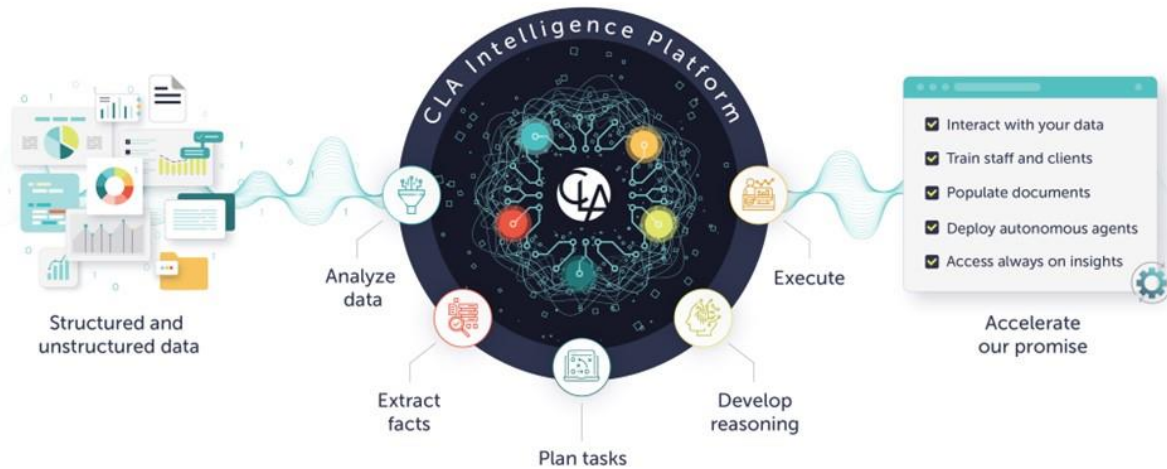 CLA Intelligence Platform
CLA
Interact with your data
Train staff and clients
Populate documents
Deploy autonomous agents
Access always on insights
Analyze
data
Execute
Structured and
unstructured data
Accelerate
our promise
Extract
facts
Develop
reasoning
Plan tasks